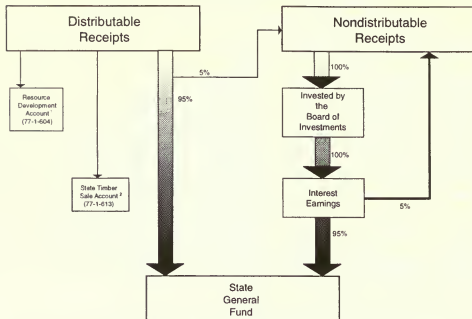 Distributable
Receipts
Nondistributable
Receipts
5%
95%
100%
Resource
Development
Account
(77-1-604)
Invested by
the
Board of
Investments
100%
State Timber
Sale Account 2
(77-1-613)
Interest
Earnings
5%
95%
State
General
Fund